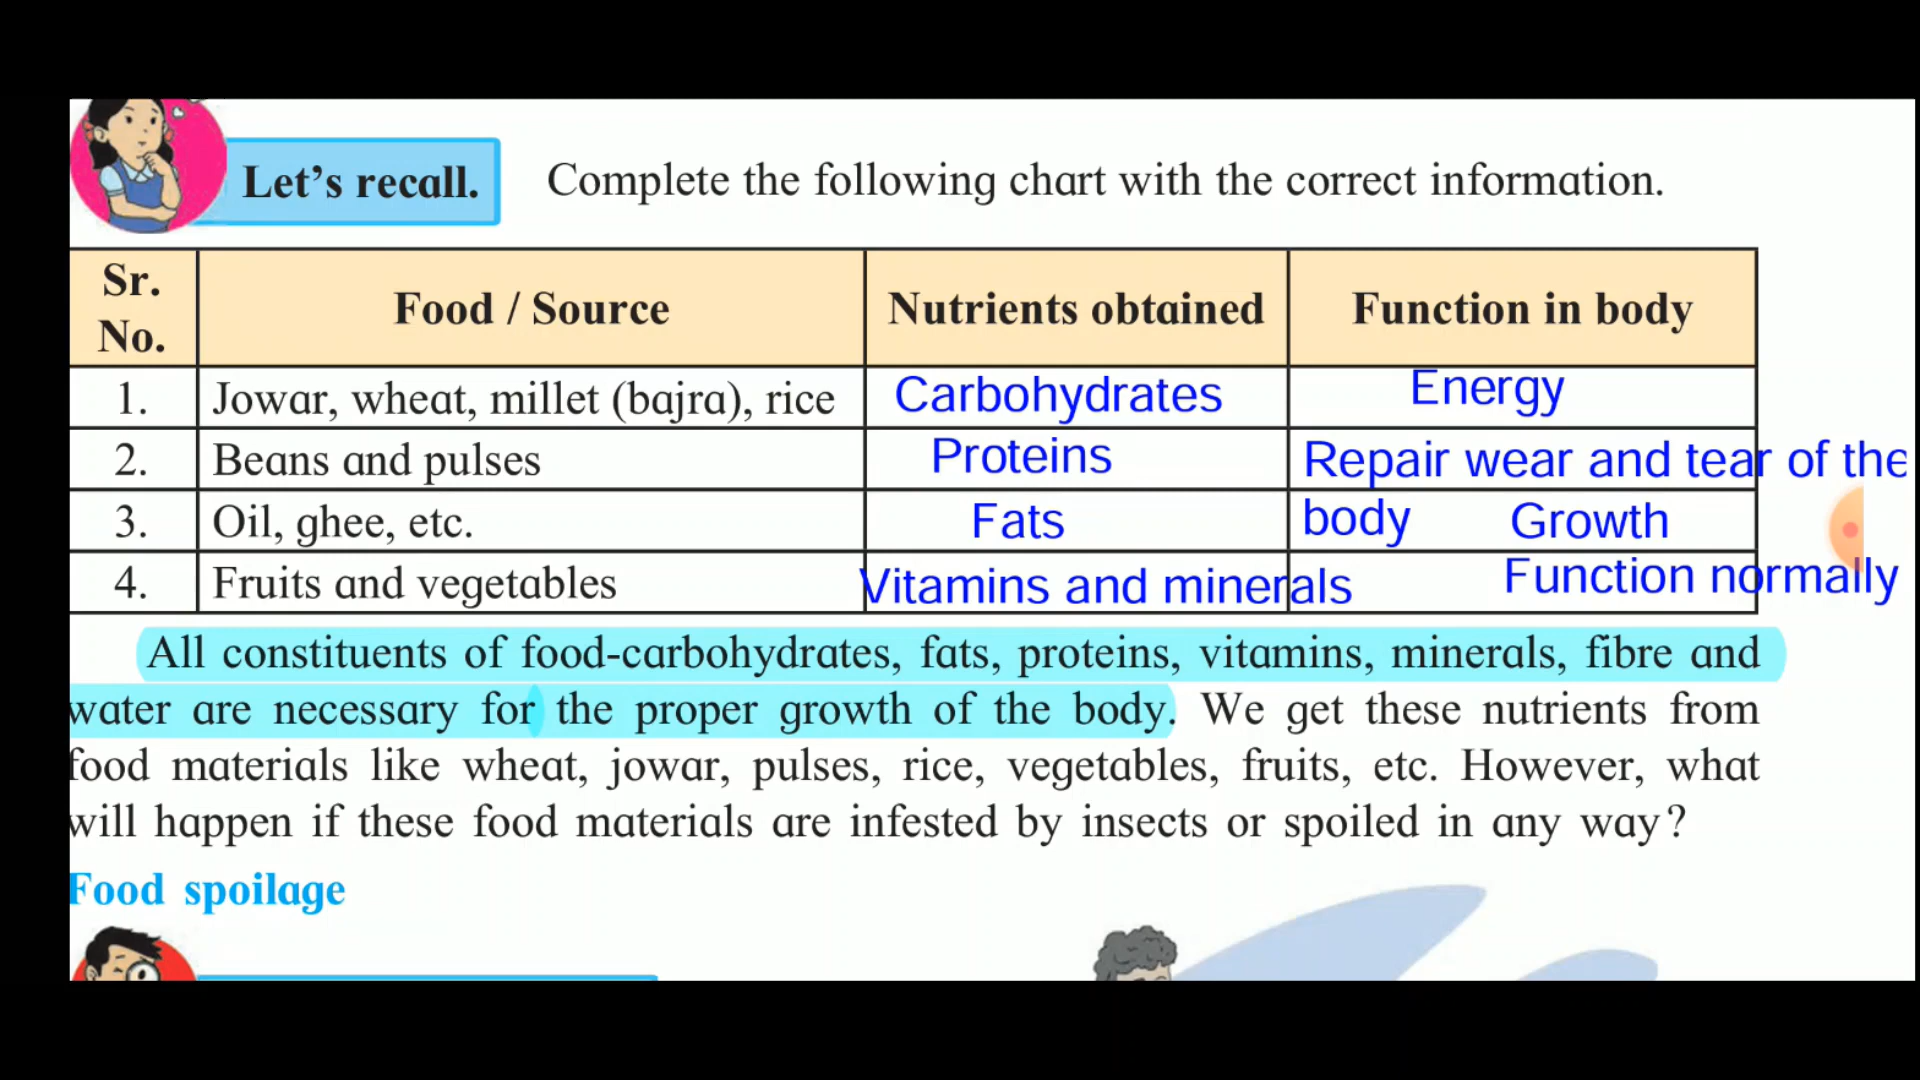 Let’s recall. Complete the following chart with the correct information.
Sr. No. Food / Source Nutrients obtained Function in body
1. Jowar, wheat, millet (bajra), rice Carbohydrates Energy
2. Beans and pulses Proteins Repair wear and tear of the
3. Oil, ghee, etc. Fats body Growth
4. Fruits and vegetables Vitamins and minerals Function normally
All constituents of food-carbohydrates, fats, proteins, vitamins, minerals, fibre and
water are necessary for the proper growth of the body. We get these nutrients from
food materials like wheat, jowar, pulses, rice, vegetables, fruits, etc. However, what
will happen if these food materials are infested by insects or spoiled in any way?
Food spoilage